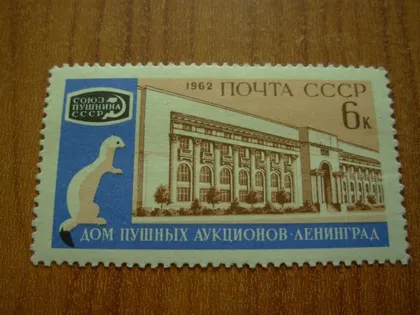 1962 ПОЧТА СССР
СОЮЗ
ПУШНИНА
СССР
6К
ДОМ ПУШНЫХ АУКЦИОНОВ·ЛЕНИНГРАД